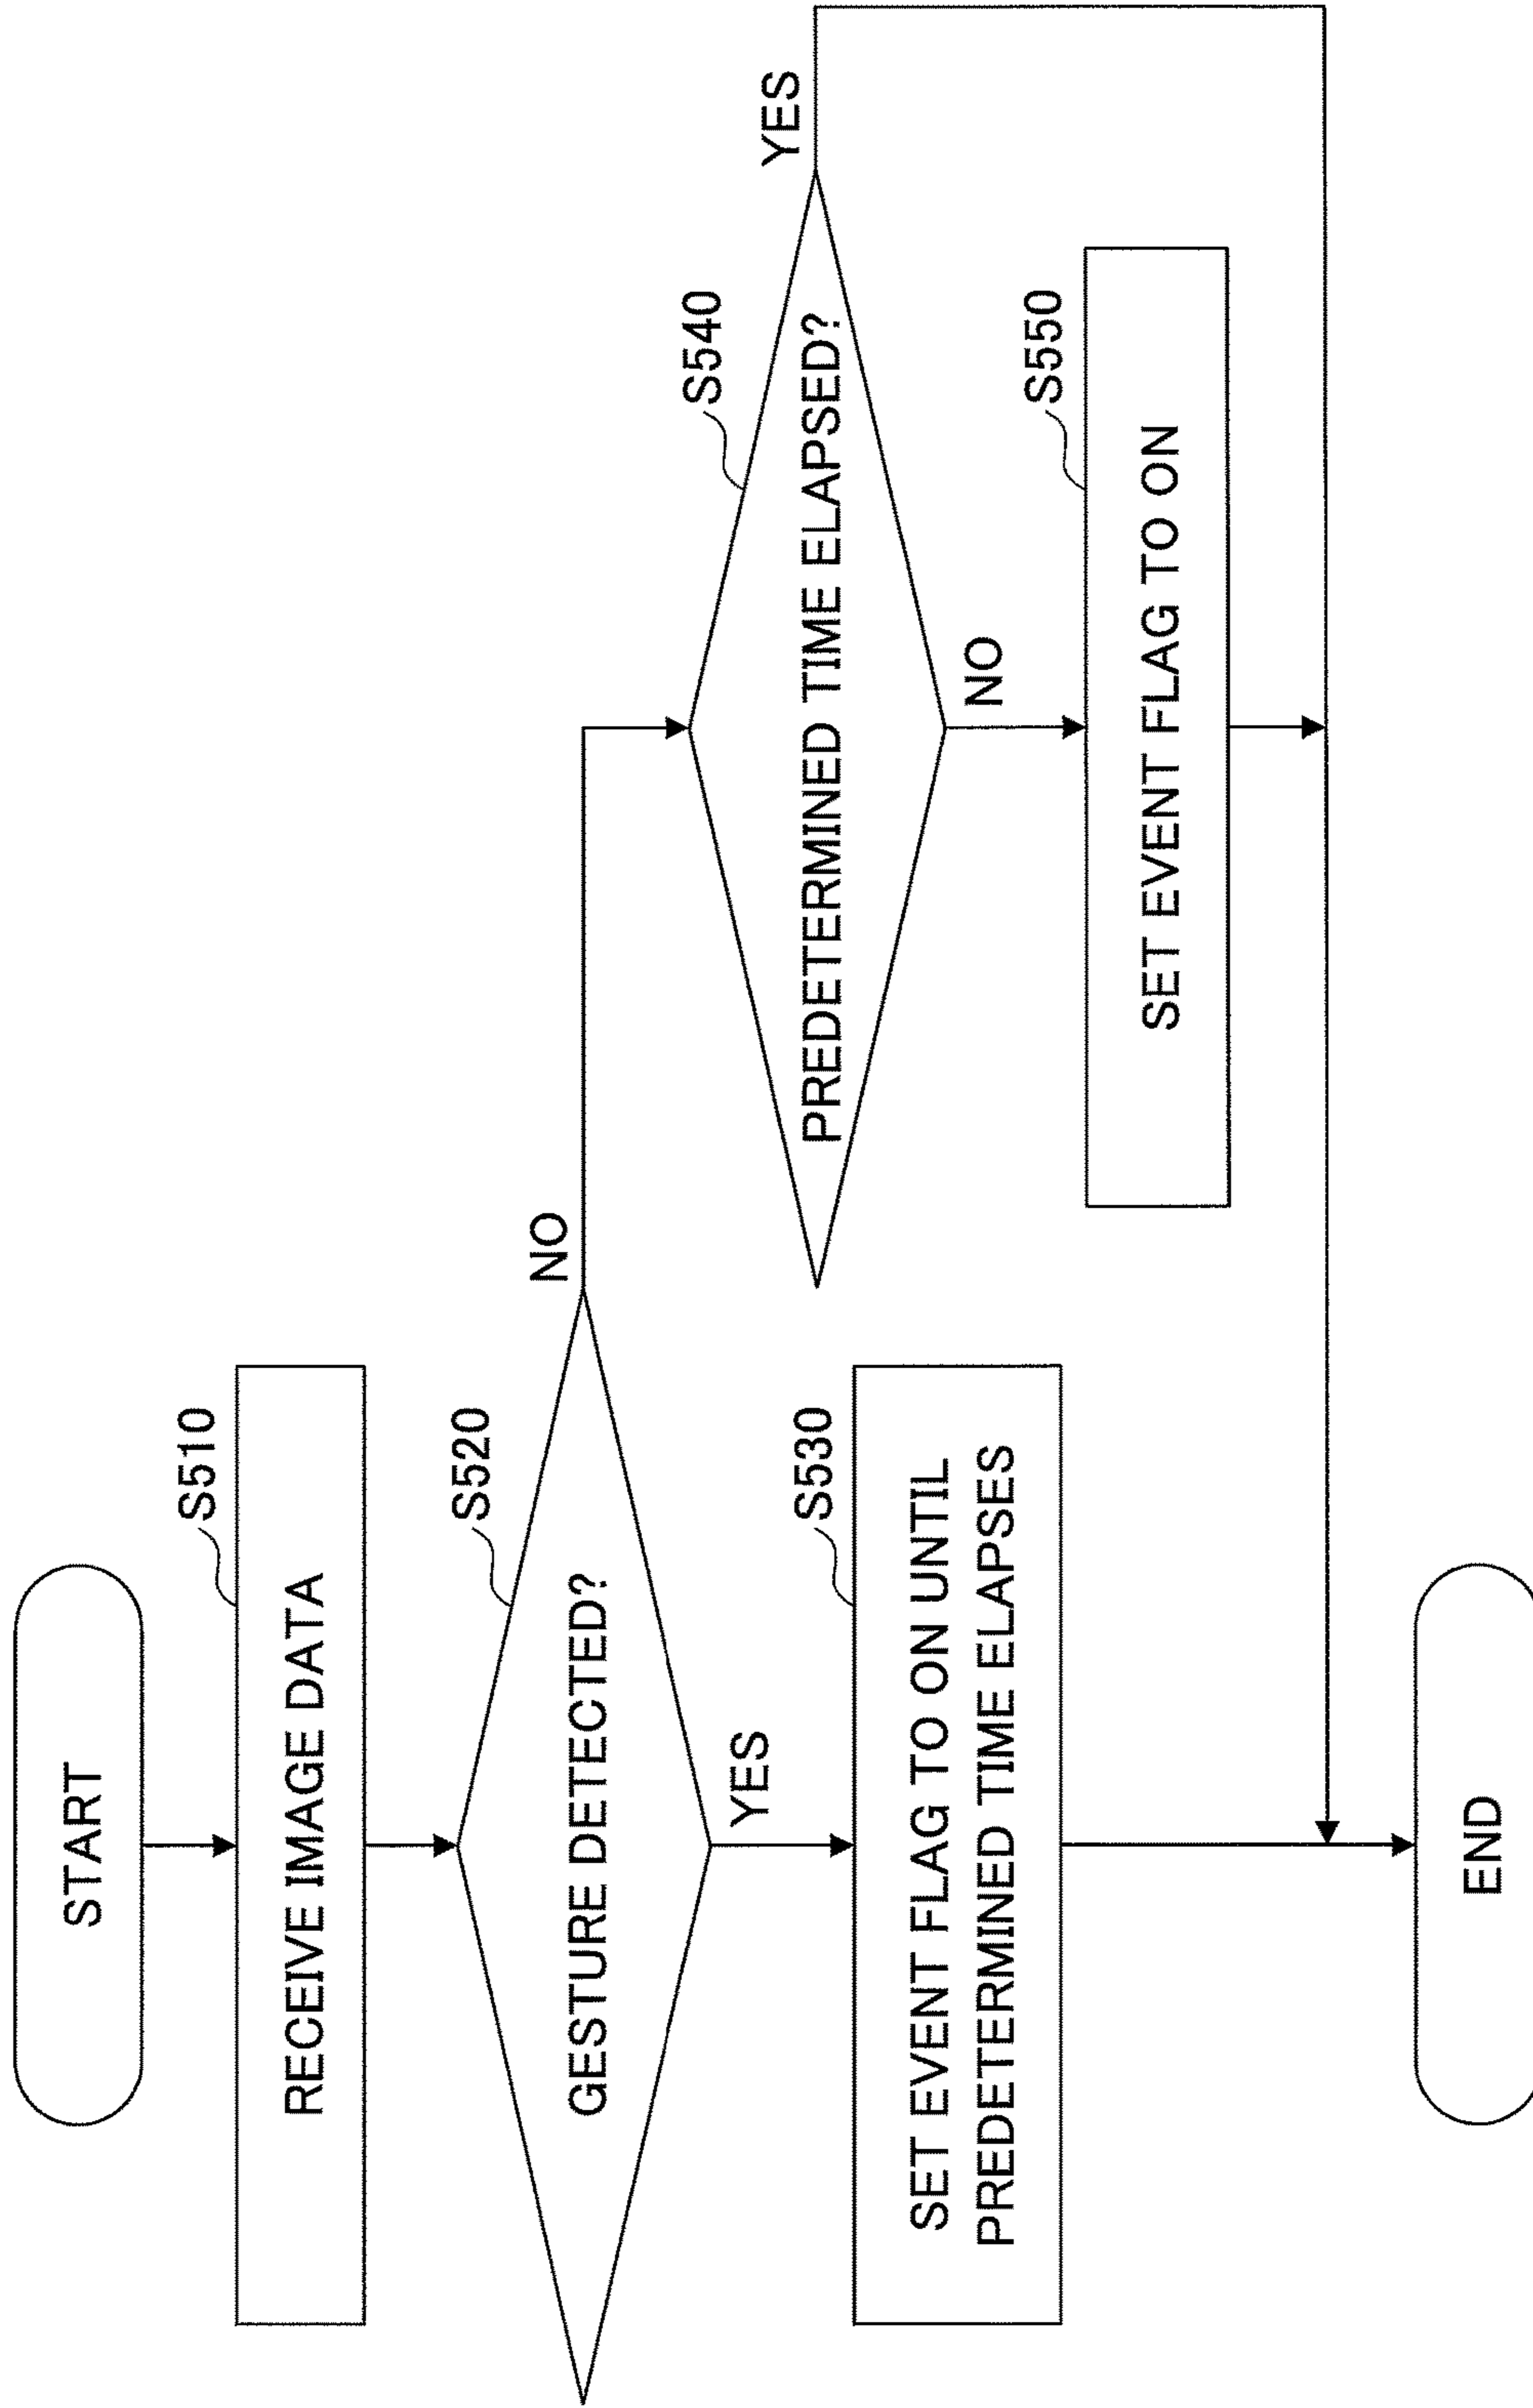 START
S510
RECEIVE IMAGE DATA
S520
GESTURE DETECTED?
NO
YES
S530
SET EVENT FLAG TO ON UNTIL
PREDETERMINED TIME ELAPSES
S540
PREDETERMINED TIME ELAPSED?
YES
NO
S550
SET EVENT FLAG TO ON
END